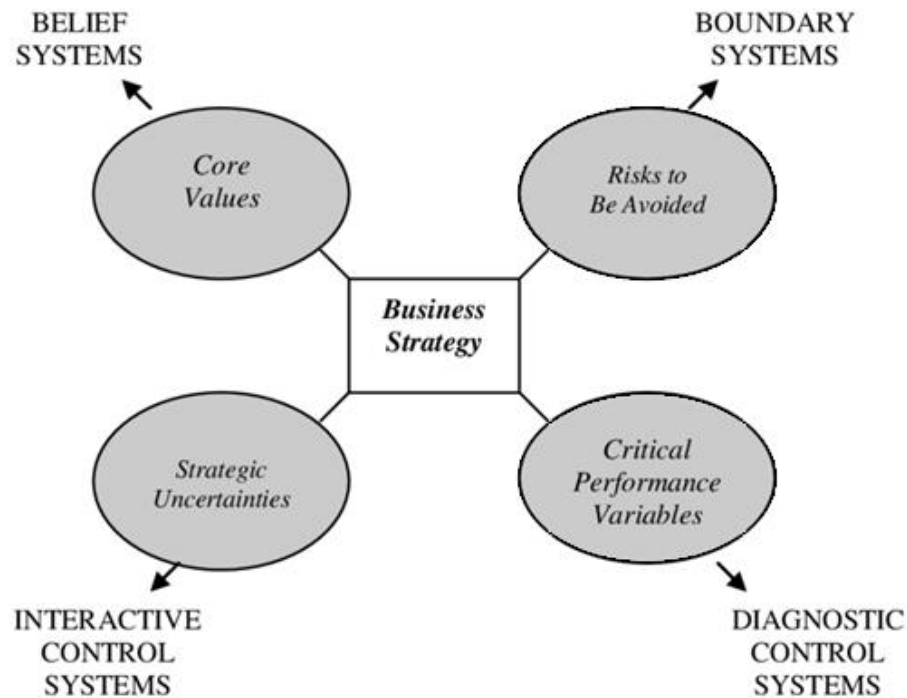 BELIEF
SYSTEMS
BOUNDARY
SYSTEMS
Core
Values
Risks to
Be Avoided
Business
Strategy
Strategic
Uncertainties
Critical
Performance
Variables
INTERACTIVE
CONTROL
SYSTEMS
DIAGNOSTIC
CONTROL
SYSTEMS